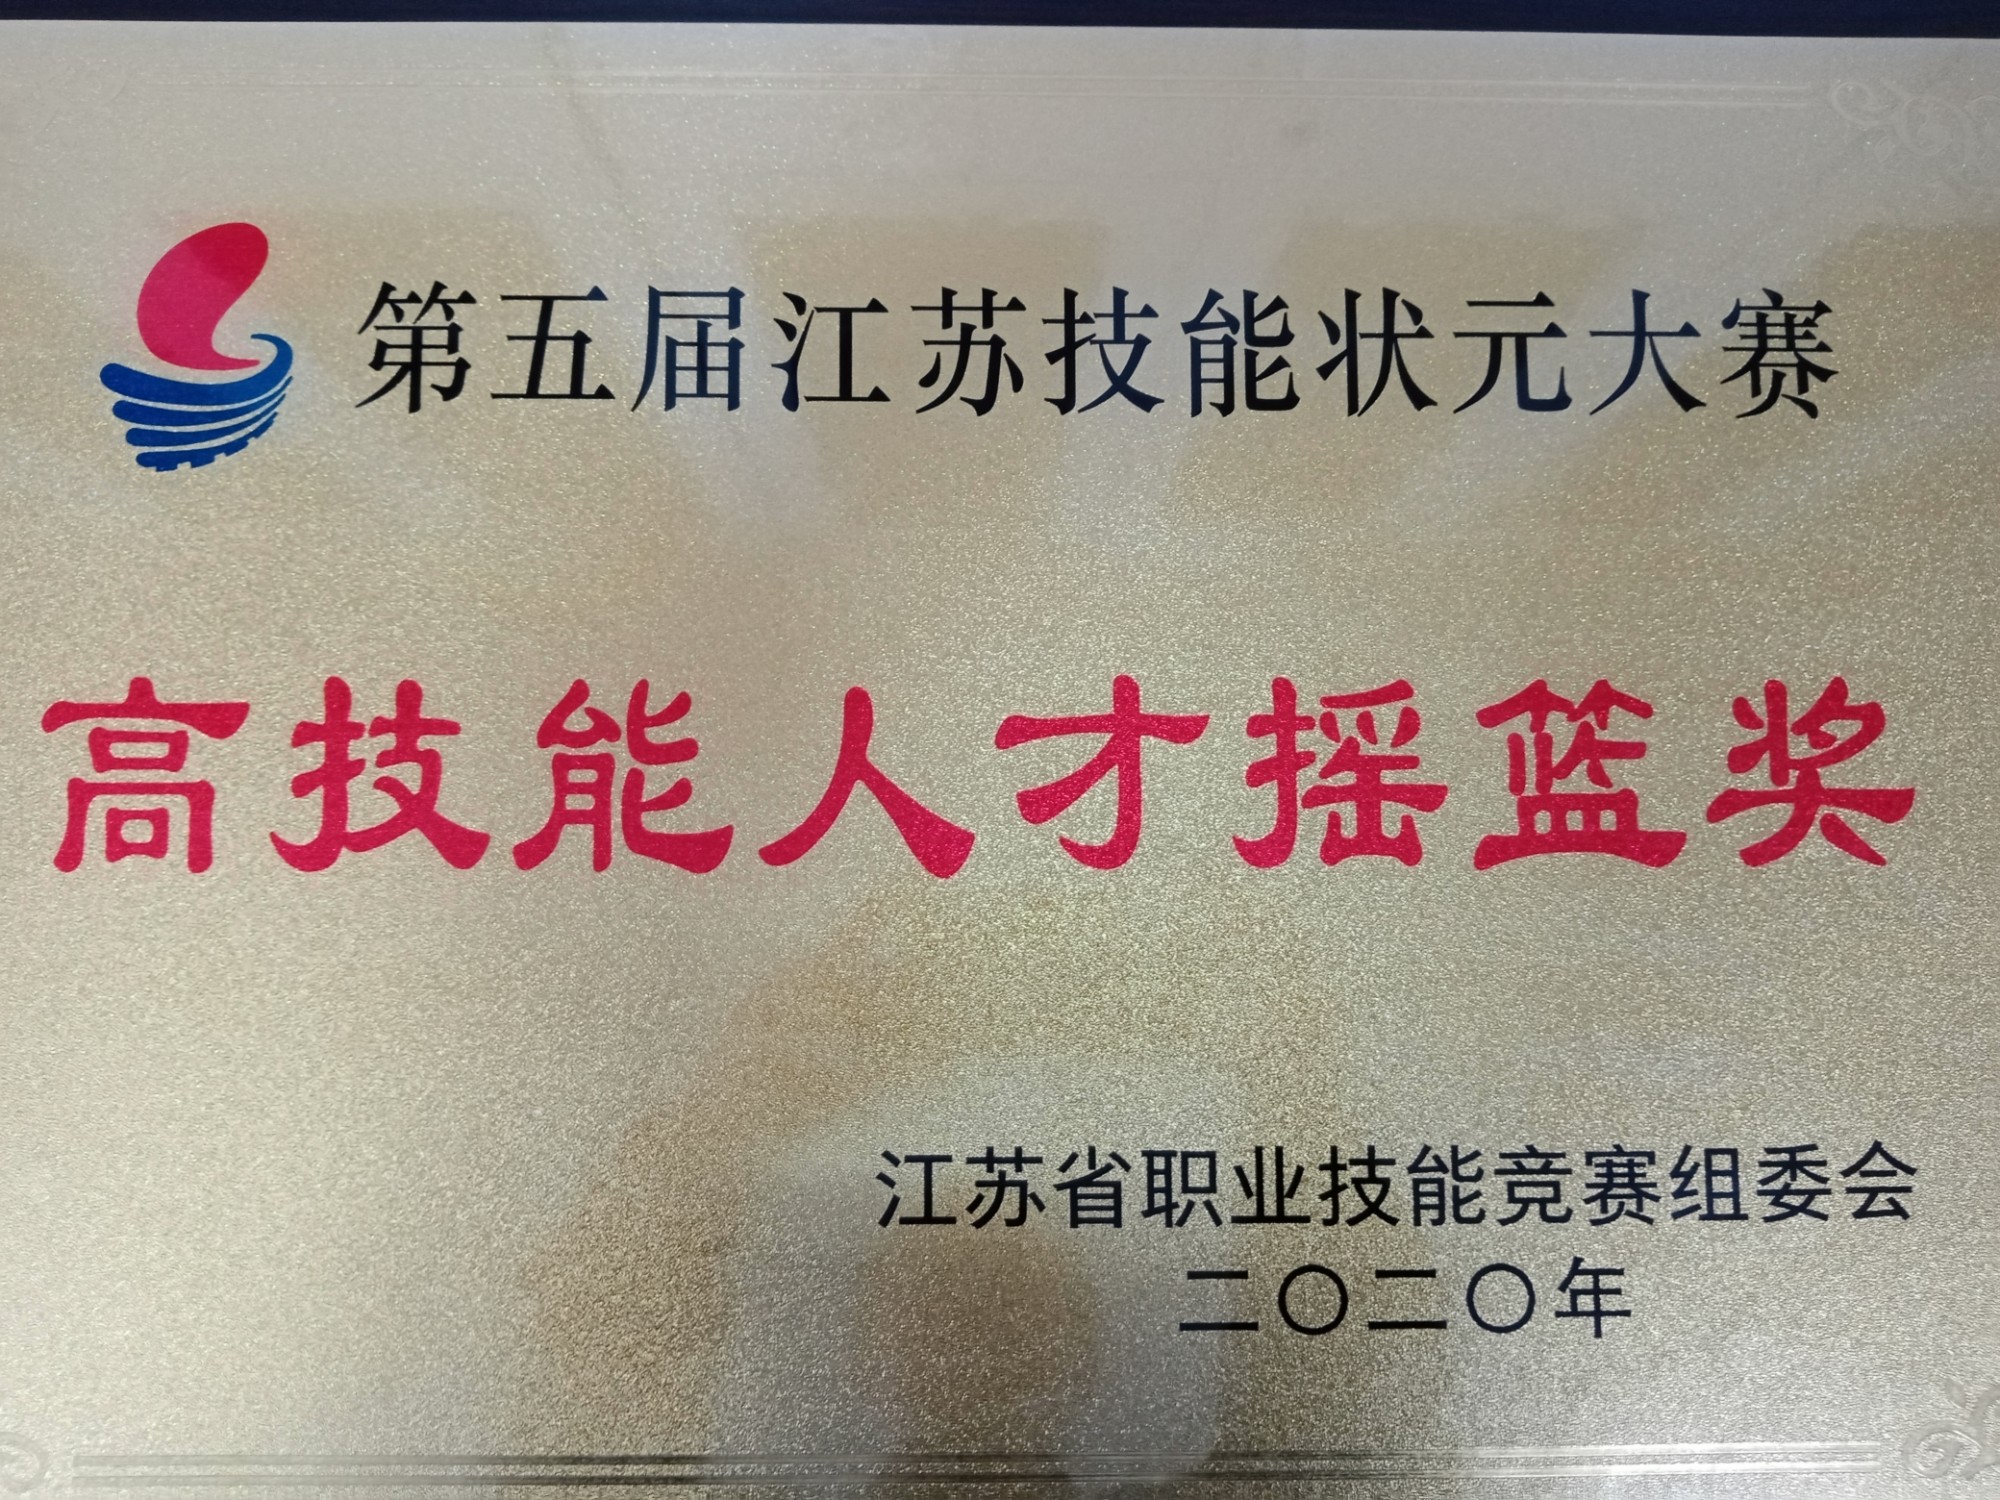 第五届江苏技能状元大赛
高技能人才摇篮奖
江苏省职业技能竞赛组委会
二〇二〇年